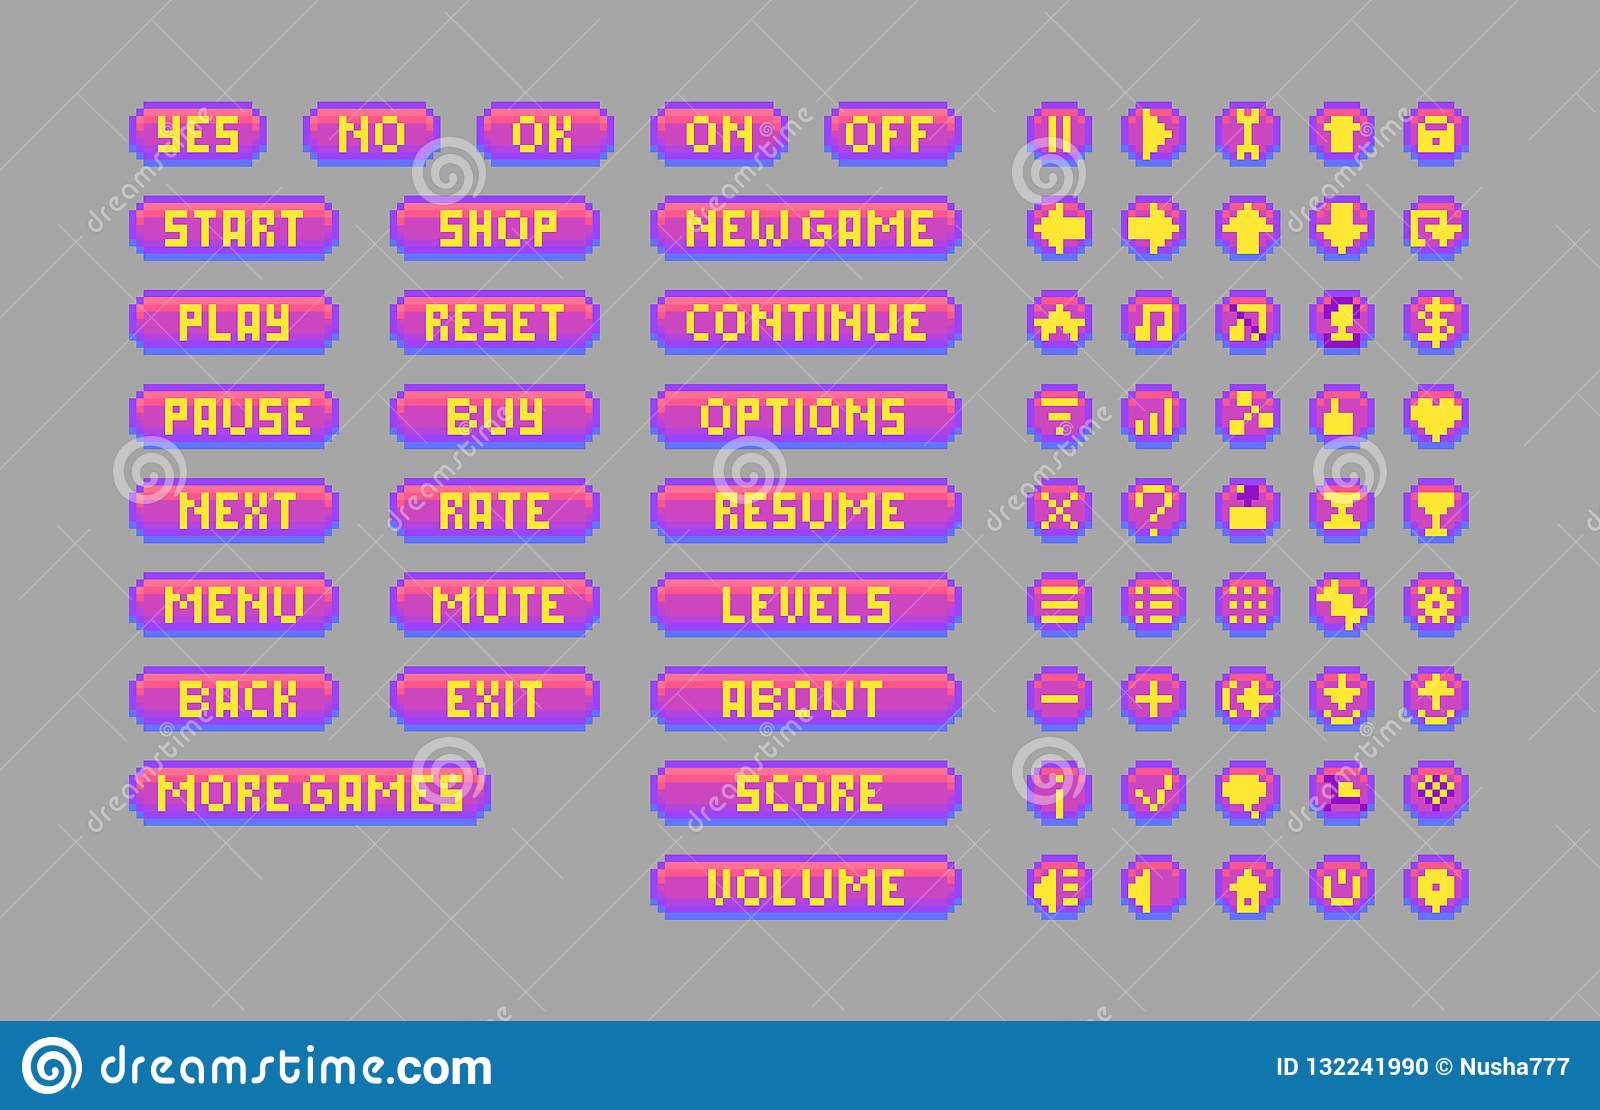 YES NO OK ON OFF
START SHOP NEW GAME
PLAY RESET CONTINUE
PAUSE BUY OPTIONS
NEXT RATE RESUME
MENU MUTE LEVELS
BACK EXIT ABOUT
MORE GAMES SCORE
VOLUME
dreamstime.com
ID 132241990 © Nusha777